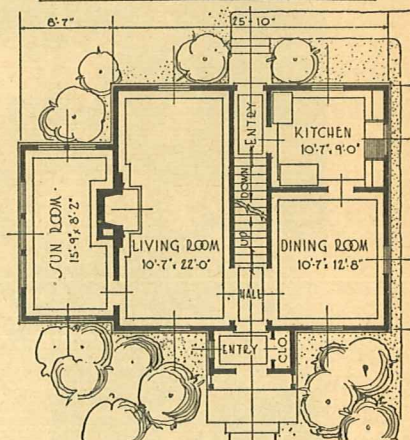 8'-7" 25'-10"
ENTRY
KITCHEN
10'-7" x 9'-0"
DOWN
UP
SUN ROOM
15'-9" x 8'-2"
LIVING ROOM
10'-7" x 22'-0"
DINING ROOM
10'-7" x 12'-8"
HALL
ENTRY
CLO.